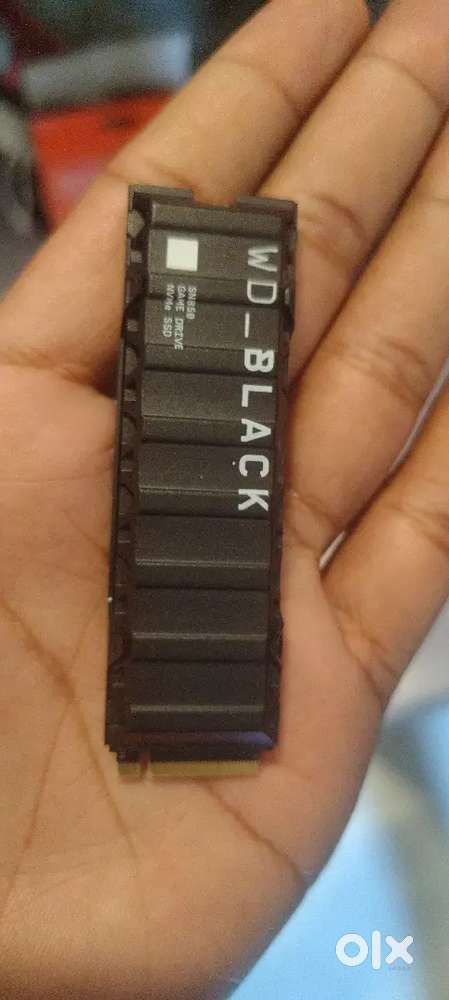 WD_BLACK
SN850
GAME DRIVE
NVMe SSD
olx